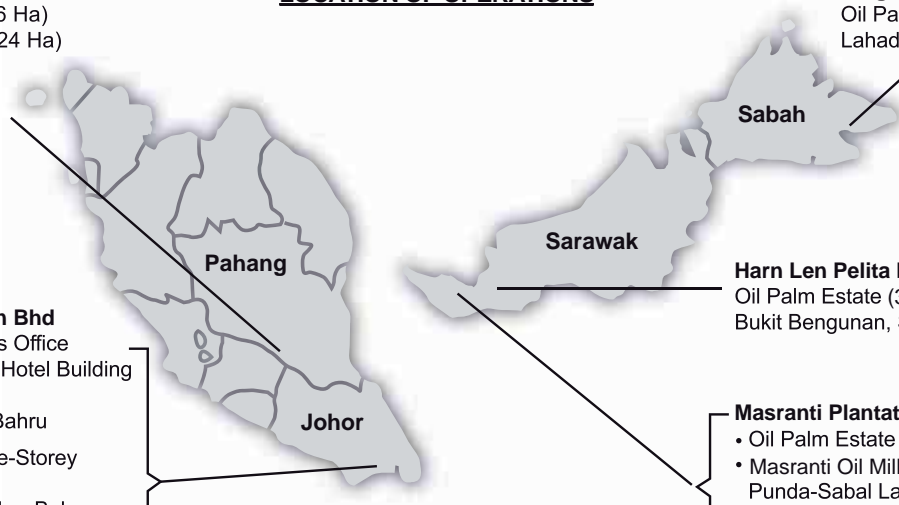 LOCATION OF OPERATIONS
6 Ha)
24 Ha)
Oil Pa
Lahad
Sabah
Sarawak
Pahang
Johor
Harn Len Pelita
Oil Palm Estate (3
Bukit Bengunan,
n Bhd
s Office
Hotel Building
Bahru
e-Storey
Masranti Plantat
• Oil Palm Estate
• Masranti Oil Mill
Punda-Sabal La